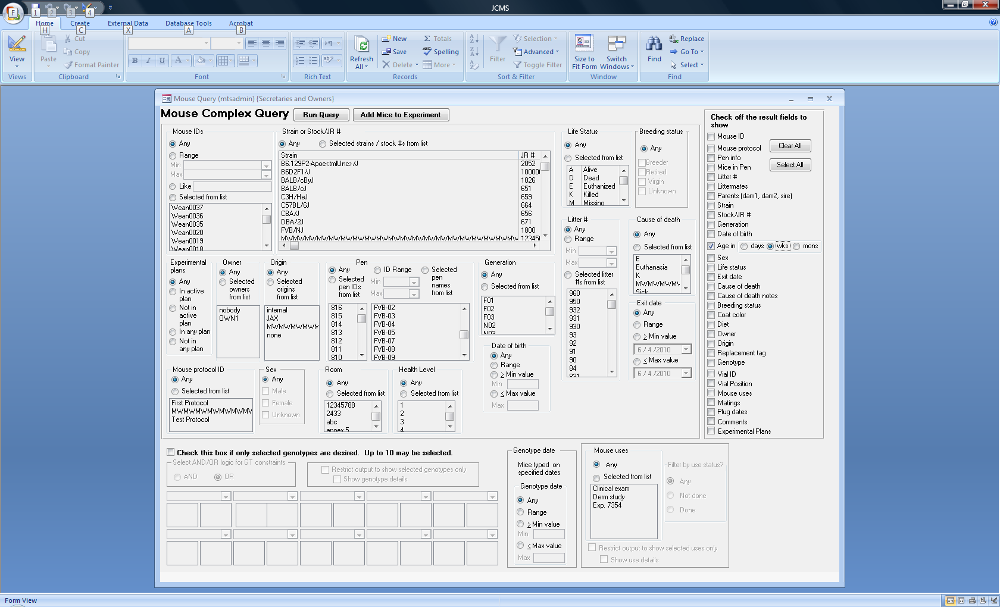 JCMS
F
1
2
3
4
Home
Create
External Data
Database Tools
Acrobat
H
C
X
A
B
View
Views
Paste
Cut
Copy
Format Painter
Clipboard
B I U
A
Font
Rich Text
Refresh
All
New
Save
Delete
Totals
Spelling
More
Records
Filter
Selection
Advanced
Toggle Filter
Sort & Filter
Size to
Fit Form
Switch
Windows
Window
Find
Replace
Go To
Select
Find
Mouse Query (mtsadmin) {Secretaries and Owners}
Mouse Complex Query
Run Query
Add Mice to Experiment
Mouse IDs
Any
Range
Min
Max
Like
Selected from list
Wean0037
Wean0036
Wean0035
Wean0020
Wean0019
Wean0018
Strain or Stock/JR #
Any
Selected strains / stock #s from list
Strain JR #
B6.129P2-Apoe<tmlUnc>/J 2052
B6D2F1/J 10000
BALB/cByJ 1026
BALB/cJ 651
C3H/HeJ 659
C57BL/6J 664
CBA/J 656
DBA/2J 671
FVB/NJ 1800
MWMWMWMWMWMWMWMWMWMWMWMWMWMWMWMWMWMW 12345
Life Status
Any
Selected from list
A Alive
D Dead
E Euthanized
K Killed
M Missing
Breeding status
Any
Breeder
Retired
Virgin
Unknown
Litter #
Any
Range
Min
Max
Selected litter
#s from list
960
950
932
931
930
93
92
91
90
84
821
Cause of death
Any
Selected from list
E
Euthanasia
K
MWMWMWMV
Sick
Exit date
Any
Range
> Min value
6 / 4 /2010
< Max value
6 / 4 /2010
Experimental
plans
Any
In active
plan
Not in
active
plan
In any plan
Not in
any plan
Owner
Any
Selected
owners
from list
nobody
OWN1
Origin
Any
Selected
origins
from list
internal
JAX
MWMWMWMWM
none
Pen
Any
Selected
pen IDs
from list
ID Range
Min
Max
Selected
pen
names
from list
816
815
814
813
812
811
810
FVB-02
FVB-03
FVB-04
FVB-05
FVB-07
FVB-08
FVB-09
Generation
Any
Selected from list
F01
F02
F03
N02
N03
Date of birth
Any
Range
> Min value
Min
< Max value
Max
Mouse protocol ID
Any
Selected from list
First Protocol
MWMWMWMWMWMWMV
Test Protocol
Sex
Any
Male
Female
Unknown
Room
Any
Selected from list
12345788
2433
abc
annex 5
Health Level
Any
Selected from list
1
2
3
4
Check off the result fields to
show
Clear All
Select All
Mouse ID
Mouse protocol
Pen info
Mice in Pen
Litter #
Littermates
Parents (dam1, dam2, sire)
Strain
Stock/JR #
Generation
Date of birth
Age in days wks mons
Sex
Life status
Exit date
Cause of death
Cause of death notes
Breeding status
Coat color
Diet
Owner
Origin
Replacement tag
Genotype
Vial ID
Vial Position
Mouse uses
Matings
Plug dates
Comments
Experimental Plans
Check this box if only selected genotypes are desired. Up to 10 may be selected.
Select AND/OR logic for GT constraints
AND OR
Restrict output to show selected genotypes only
Show genotype details
Genotype date
Mice typed on
specified dates
Genotype date
Any
Range
> Min value
Min
< Max value
Max
Mouse uses
Any
Selected from list
Clinical exam
Derm study
Exp. 7354
Filter by use status?
Any
Not done
Done
Restrict output to show selected uses only
Show use details
Form View